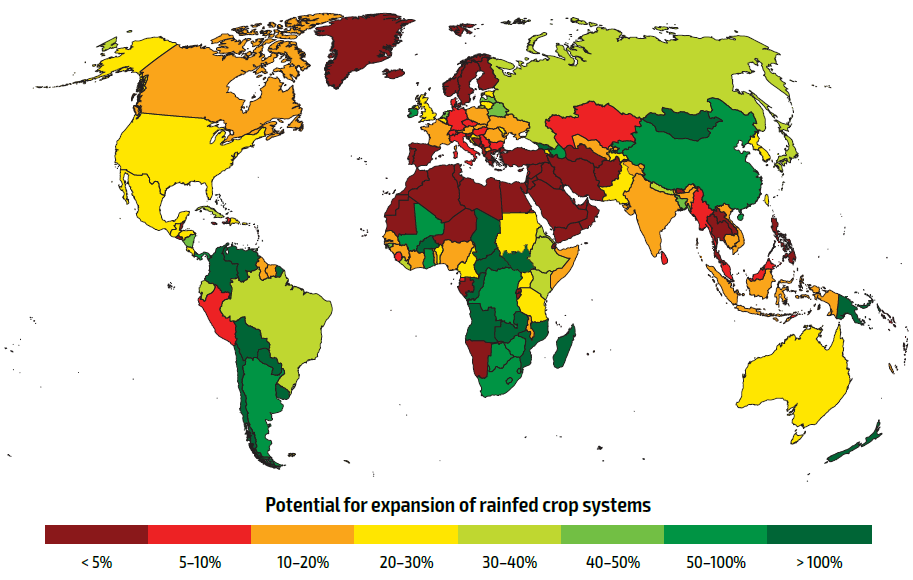 Potential for expansion of rainfed crop systems
< 5% 5–10% 10–20% 20–30% 30–40% 40–50% 50–100% > 100%